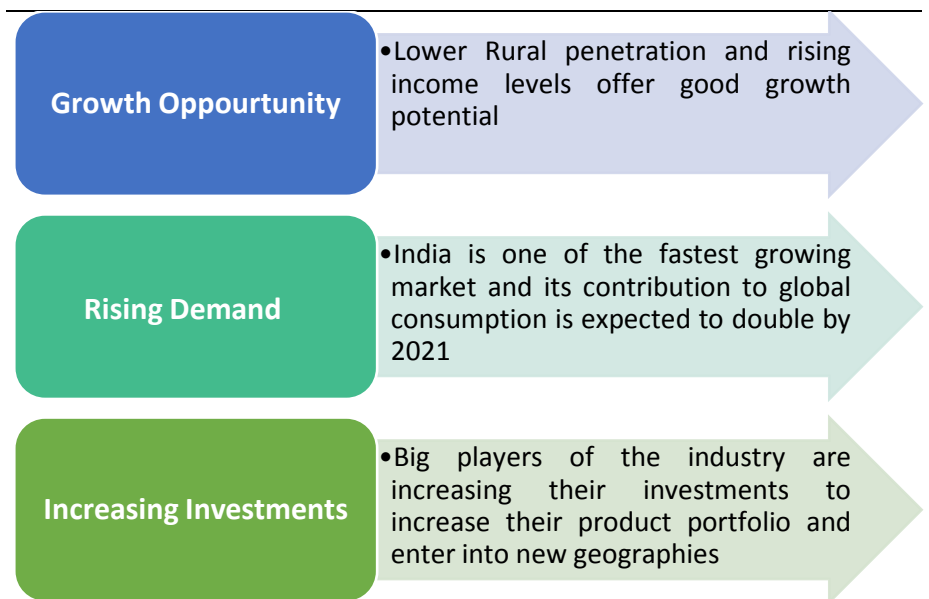 Growth Oppourtunity
•Lower Rural penetration and rising
income levels offer good growth
potential
Rising Demand
•India is one of the fastest growing
market and its contribution to global
consumption is expected to double by
2021
Increasing Investments
•Big players of the industry are
increasing their investments to
increase their product portfolio and
enter into new geographies